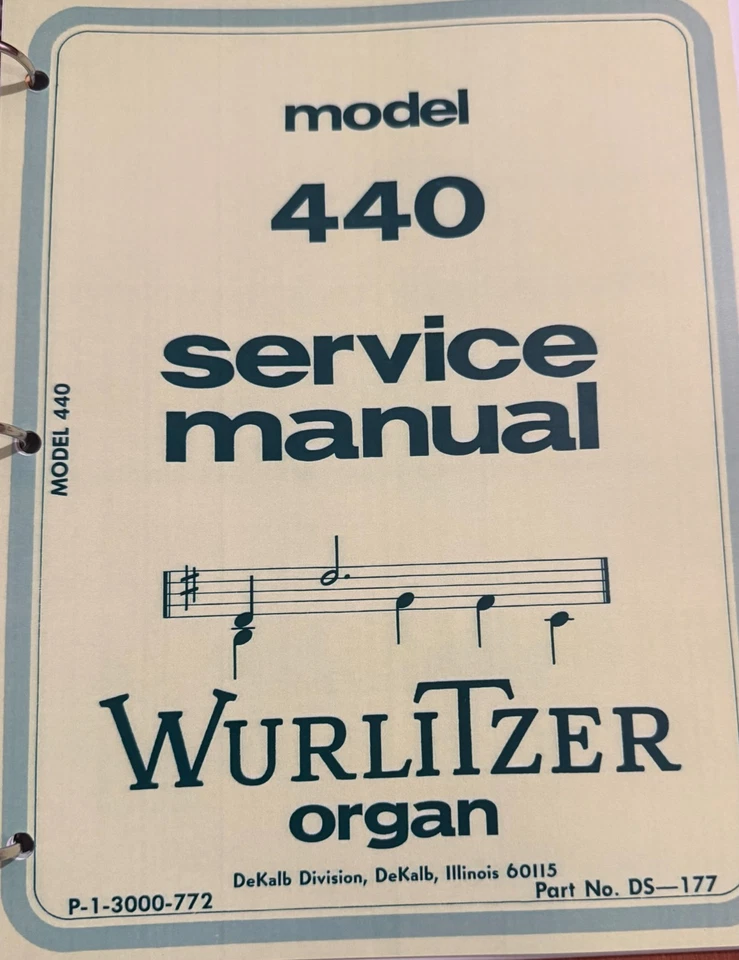 model
440
service
manual
MODEL 440
WURLiTZER
organ
DeKalb Division, DeKalb, Illinois 60115
P-1-3000-772
Part No. DS—177